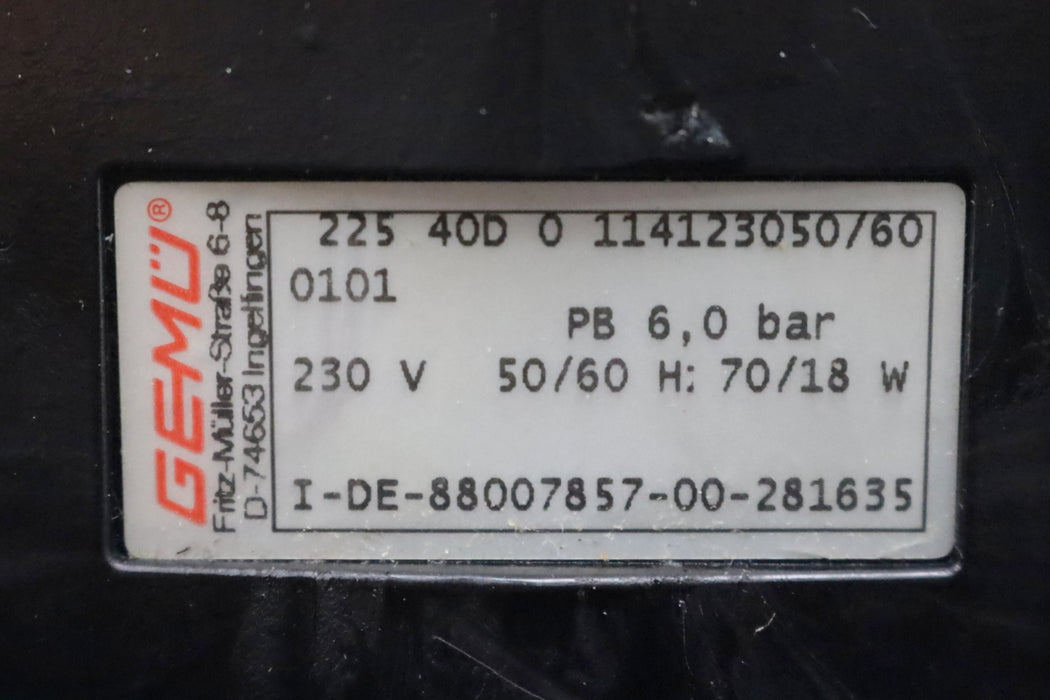 GEMÜ®
Fritz-Müller-Straße 6-8
D-74653 Ingelfingen
225 40D 0 114123050/60
0101
PB 6,0 bar
230 V 50/60 H: 70/18 W
I-DE-88007857-00-281635